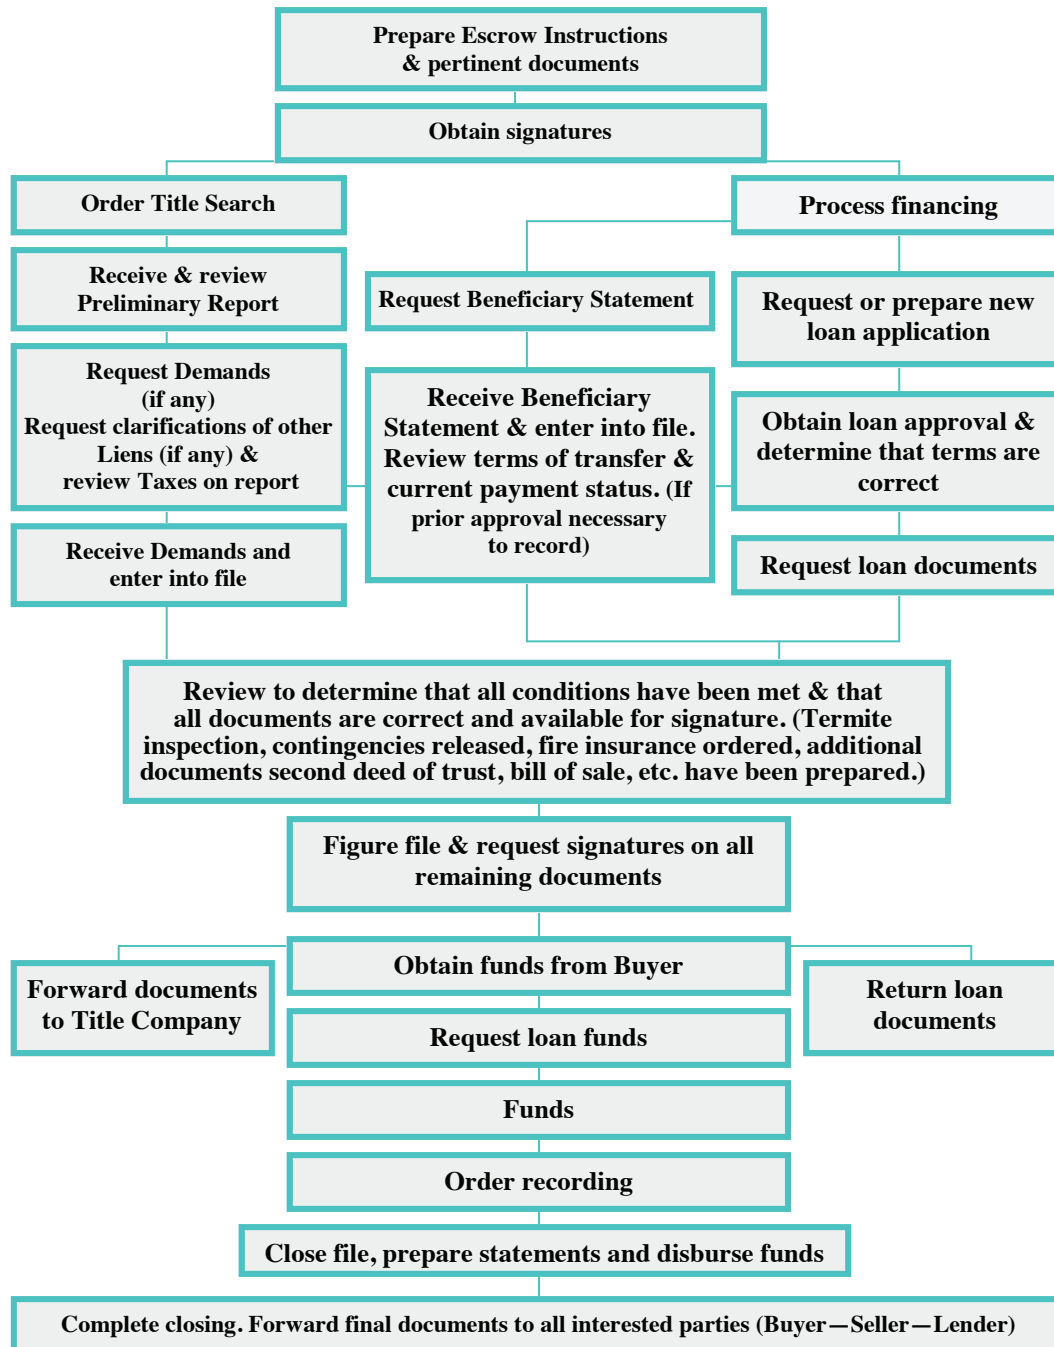 Prepare Escrow Instructions
& pertinent documents
Obtain signatures
Order Title Search
Process financing
Receive & review
Preliminary Report
Request Beneficiary Statement
Request or prepare new
loan application
Request Demands
(if any)
Request clarifications of other
Liens (if any) &
review Taxes on report
Receive Beneficiary
Statement & enter into file.
Review terms of transfer &
current payment status. (If
prior approval necessary
to record)
Obtain loan approval &
determine that terms are
correct
Receive Demands and
enter into file
Request loan documents
Review to determine that all conditions have been met & that
all documents are correct and available for signature. (Termite
inspection, contingencies released, fire insurance ordered, additional
documents second deed of trust, bill of sale, etc. have been prepared.)
Figure file & request signatures on all
remaining documents
Obtain funds from Buyer
Forward documents
to Title Company
Return loan
documents
Request loan funds
Funds
Order recording
Close file, prepare statements and disburse funds
Complete closing. Forward final documents to all interested parties (Buyer—Seller—Lender)